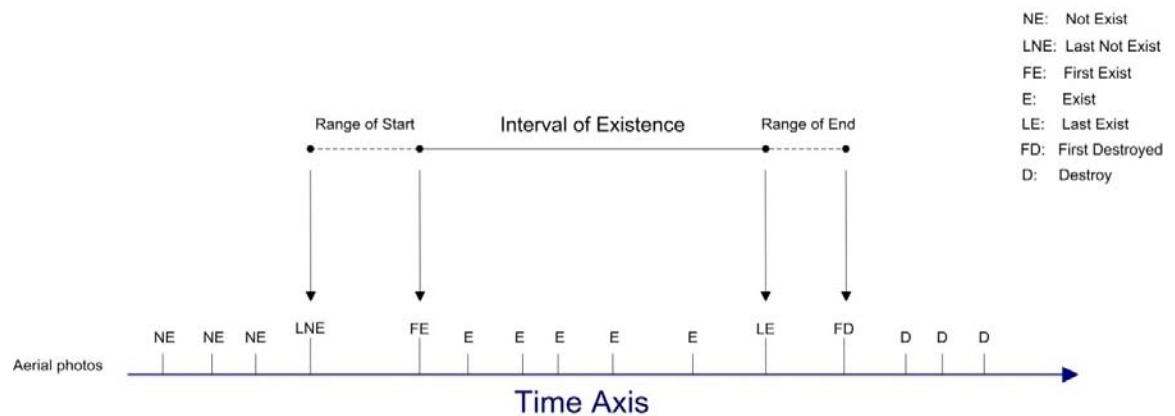 NE: Not Exist
LNE: Last Not Exist
FE: First Exist
E: Exist
LE: Last Exist
FD: First Destroyed
D: Destroy
Range of Start Interval of Existence Range of End
NE NE NE LNE FE E E E E E LE FD D D D
Aerial photos
Time Axis